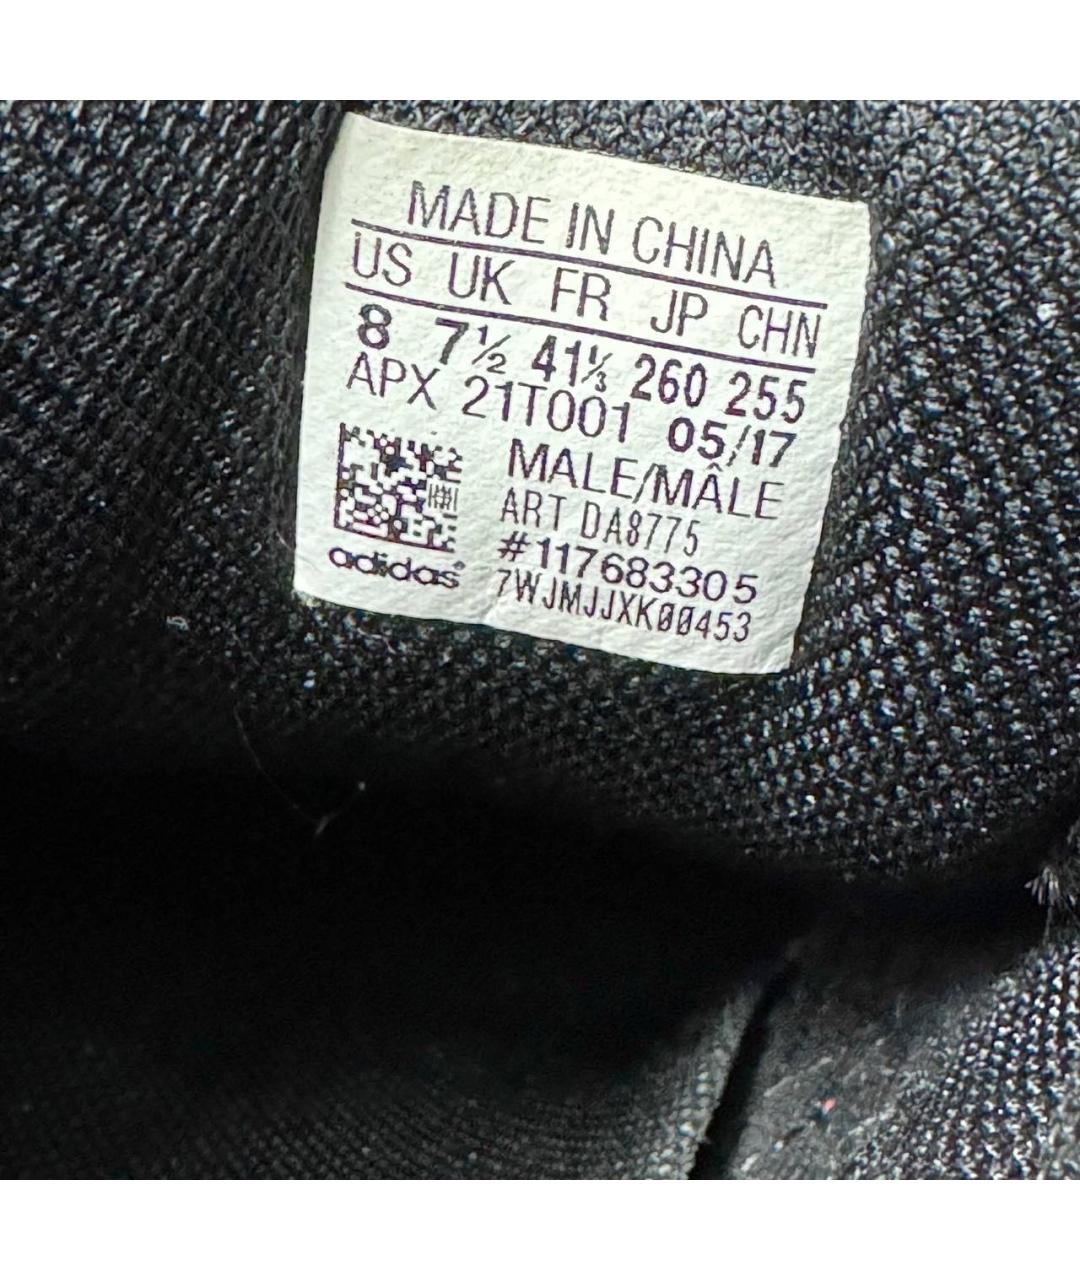 MADE IN CHINA
US UK FR JP CHN
8 7½ 41⅓ 260 255
APX 21T001 05/17
MALE/MÂLE
ART DA8775
#117683305
adidas®
7WJMJJXK00453